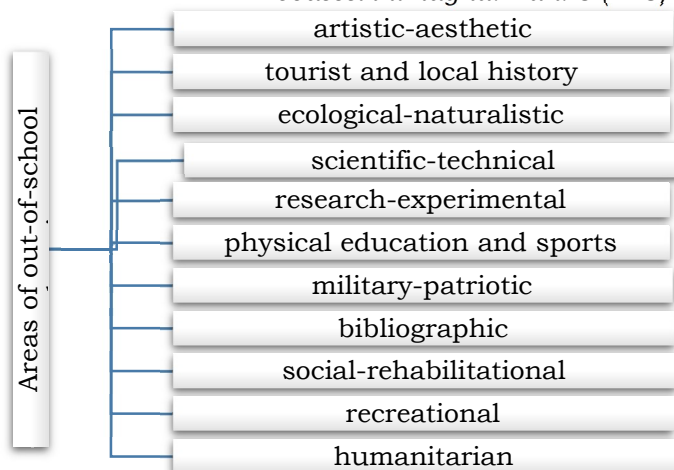 Areas of out-of-school
artistic-aesthetic
tourist and local history
ecological-naturalistic
scientific-technical
research-experimental
physical education and sports
military-patriotic
bibliographic
social-rehabilitational
recreational
humanitarian